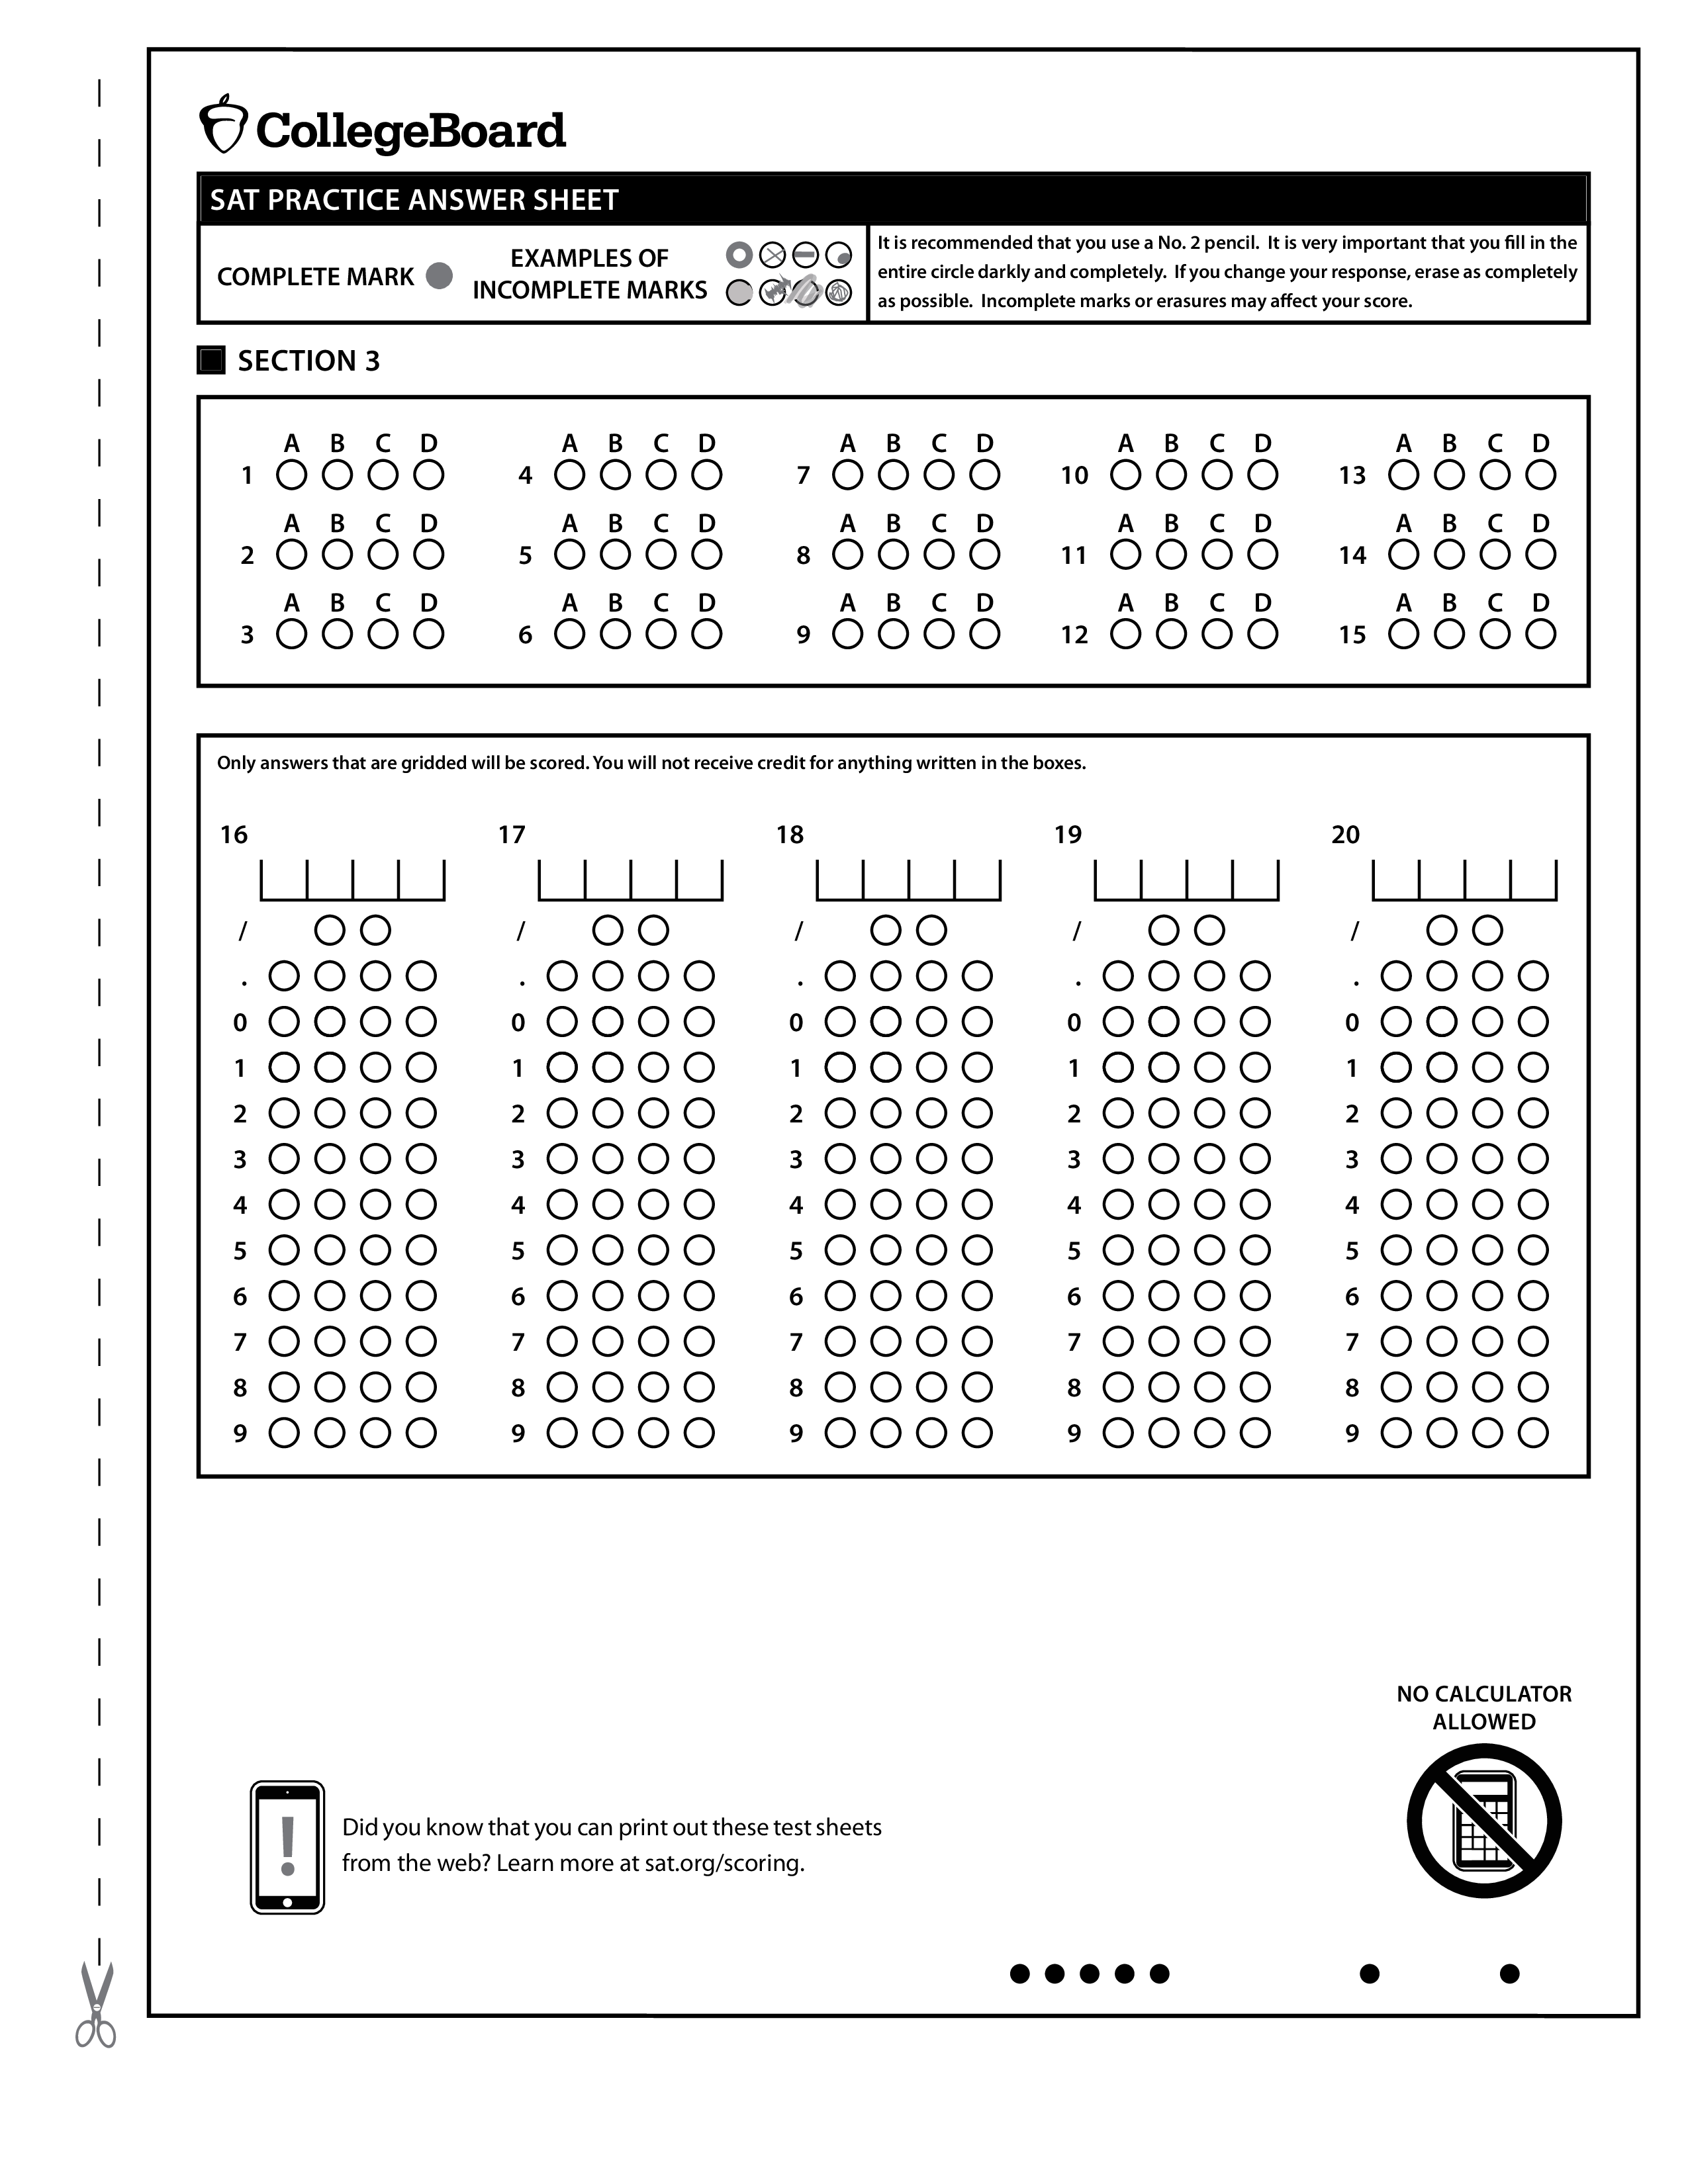 CollegeBoard
SAT PRACTICE ANSWER SHEET
COMPLETE MARK
EXAMPLES OF
INCOMPLETE MARKS
It is recommended that you use a No. 2 pencil. It is very important that you fill in the
entire circle darkly and completely. If you change your response, erase as completely
as possible. Incomplete marks or erasures may affect your score.
SECTION 3
A B C D A B C D A B C D A B C D A B C D
1 4 7 10 13
A B C D A B C D A B C D A B C D A B C D
2 5 8 11 14
A B C D A B C D A B C D A B C D A B C D
3 6 9 12 15
Only answers that are gridded will be scored. You will not receive credit for anything written in the boxes.
16 17 18 19 20
/ / / / /
. . . . .
0 0 0 0 0
1 1 1 1 1
2 2 2 2 2
3 3 3 3 3
4 4 4 4 4
5 5 5 5 5
6 6 6 6 6
7 7 7 7 7
8 8 8 8 8
9 9 9 9 9
NO CALCULATOR
ALLOWED
!
Did you know that you can print out these test sheets
from the web? Learn more at sat.org/scoring.